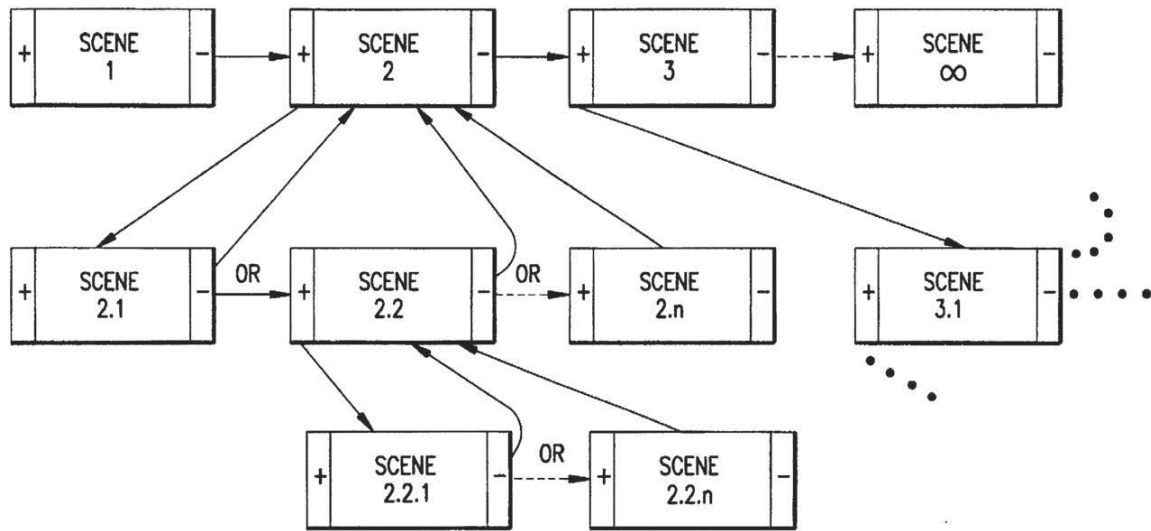 + SCENE 1 -
+ SCENE 2 -
+ SCENE 3 -
+ SCENE ∞ -
+ SCENE 2.1 -
OR
+ SCENE 2.2 -
OR
+ SCENE 2.n -
+ SCENE 3.1 -
+ SCENE 2.2.1 -
OR
+ SCENE 2.2.n -